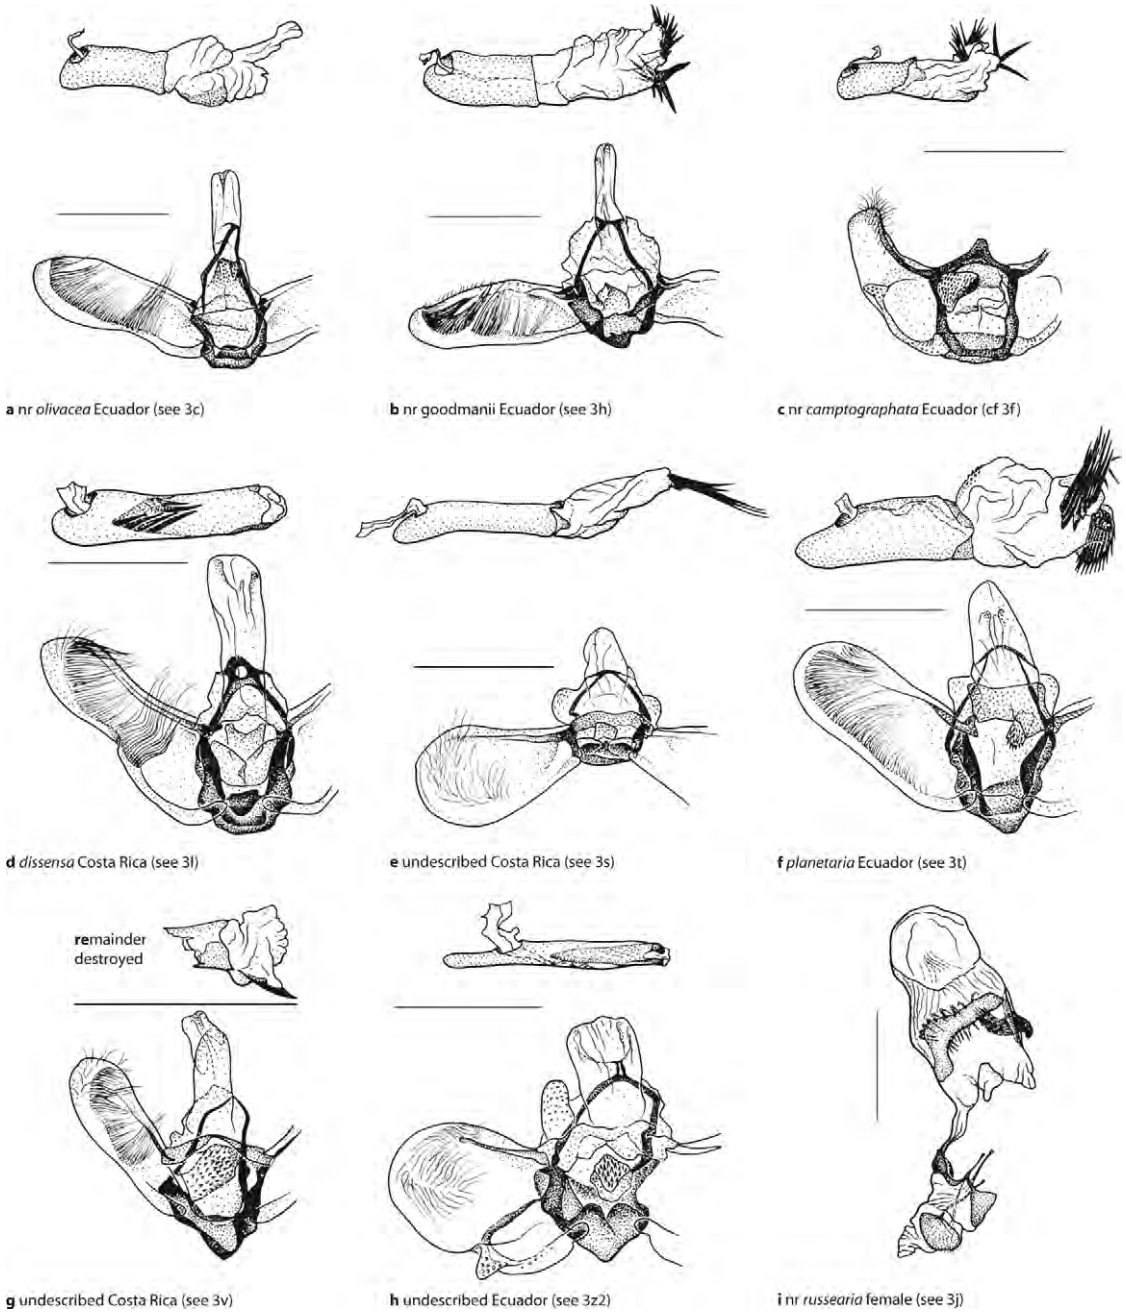 a nr olivacea Ecuador (see 3c)
b nr goodmanii Ecuador (see 3h)
c nr camptographata Ecuador (cf 3f)
d dissensa Costa Rica (see 3l)
e undescribed Costa Rica (see 3s)
f planetaria Ecuador (see 3t)
remainder
destroyed
g undescribed Costa Rica (see 3v)
h undescribed Ecuador (see 3z2)
i nr russearia female (see 3j)